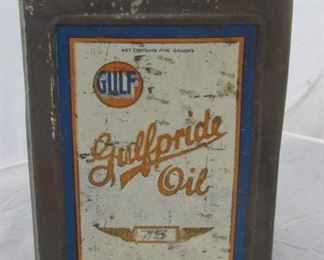 NET CONTENTS FIVE GALLONS
GULF
Gulfpride
Oil